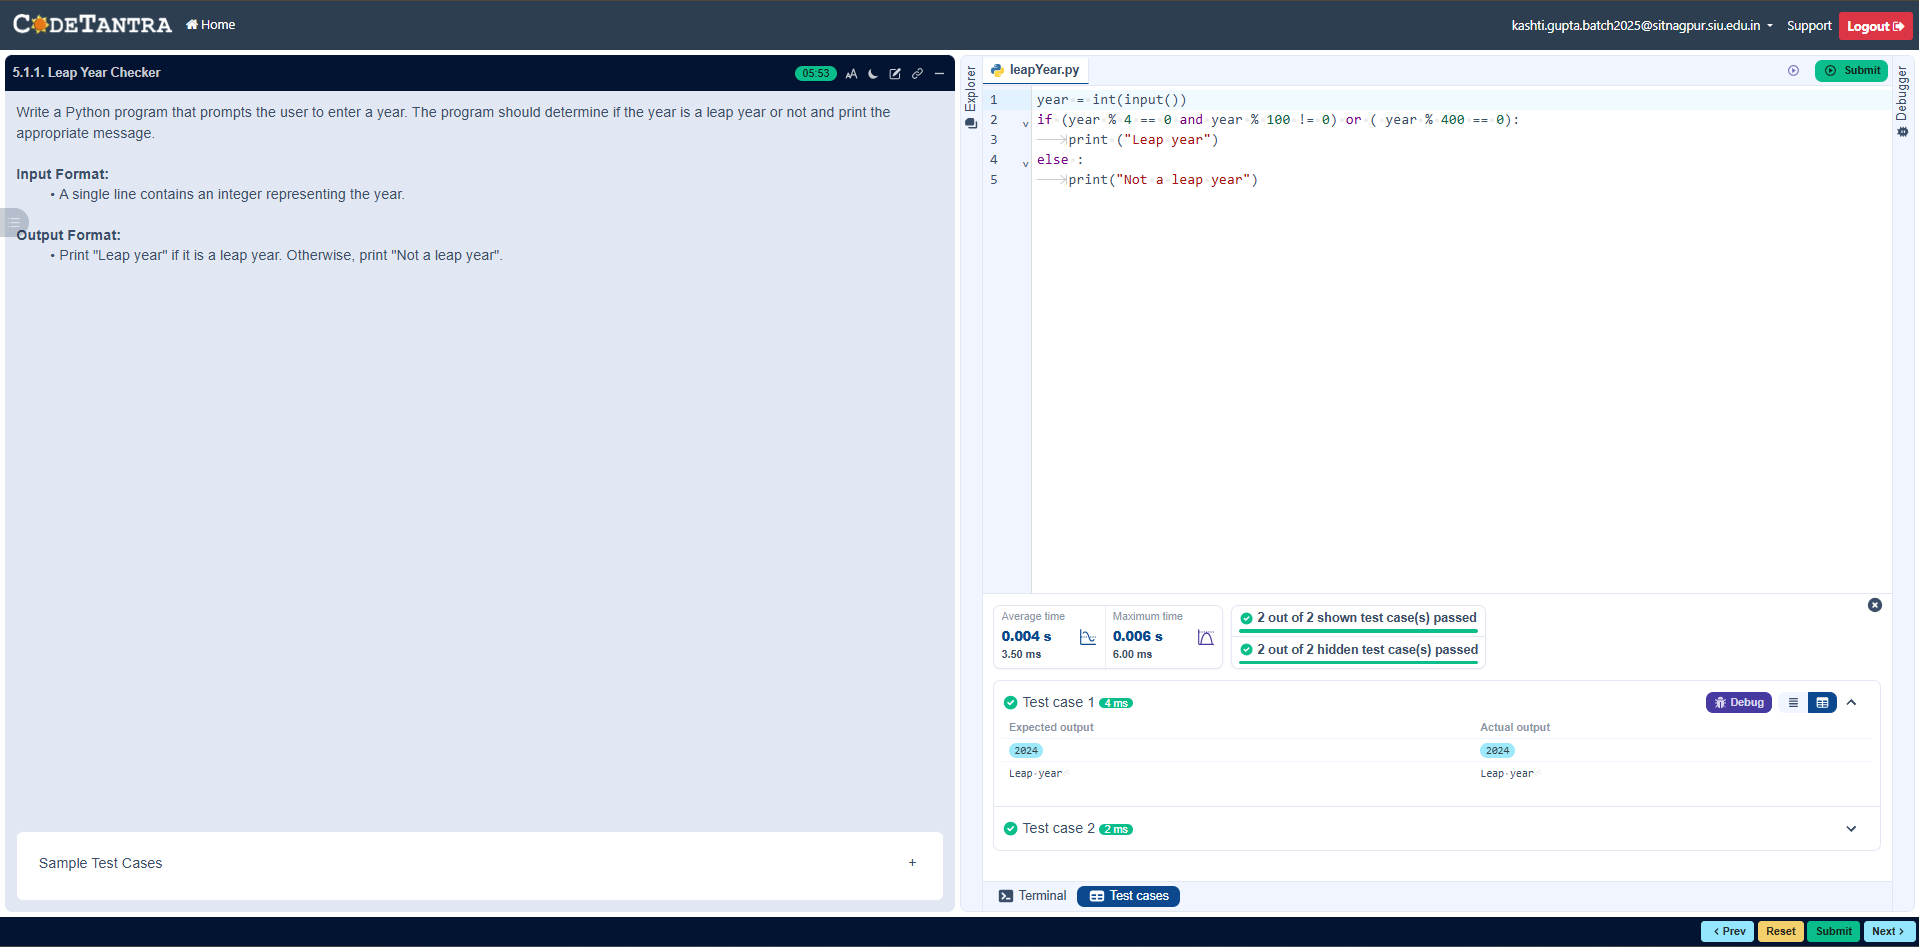 CODETANTRA
Home
kashti.gupta.batch2025@sitnagpur.siu.edu.in
Support
Logout
5.1.1. Leap Year Checker
05:53
Write a Python program that prompts the user to enter a year. The program should determine if the year is a leap year or not and print the
appropriate message.
Input Format:
• A single line contains an integer representing the year.
Output Format:
• Print "Leap year" if it is a leap year. Otherwise, print "Not a leap year".
Sample Test Cases
+
Explorer
leapYear.py
Submit
Debugger
1 year = int(input())
2 if (year % 4 == 0 and year % 100 != 0) or ( year % 400 == 0):
3 print ("Leap year")
4 else :
5 print("Not a leap year")
Average time
0.004 s
3.50 ms
Maximum time
0.006 s
6.00 ms
2 out of 2 shown test case(s) passed
2 out of 2 hidden test case(s) passed
Test case 1 4 ms
Debug
Expected output
Actual output
2024
2024
Leap year
Leap year
Test case 2 2 ms
Terminal
Test cases
< Prev
Reset
Submit
Next >